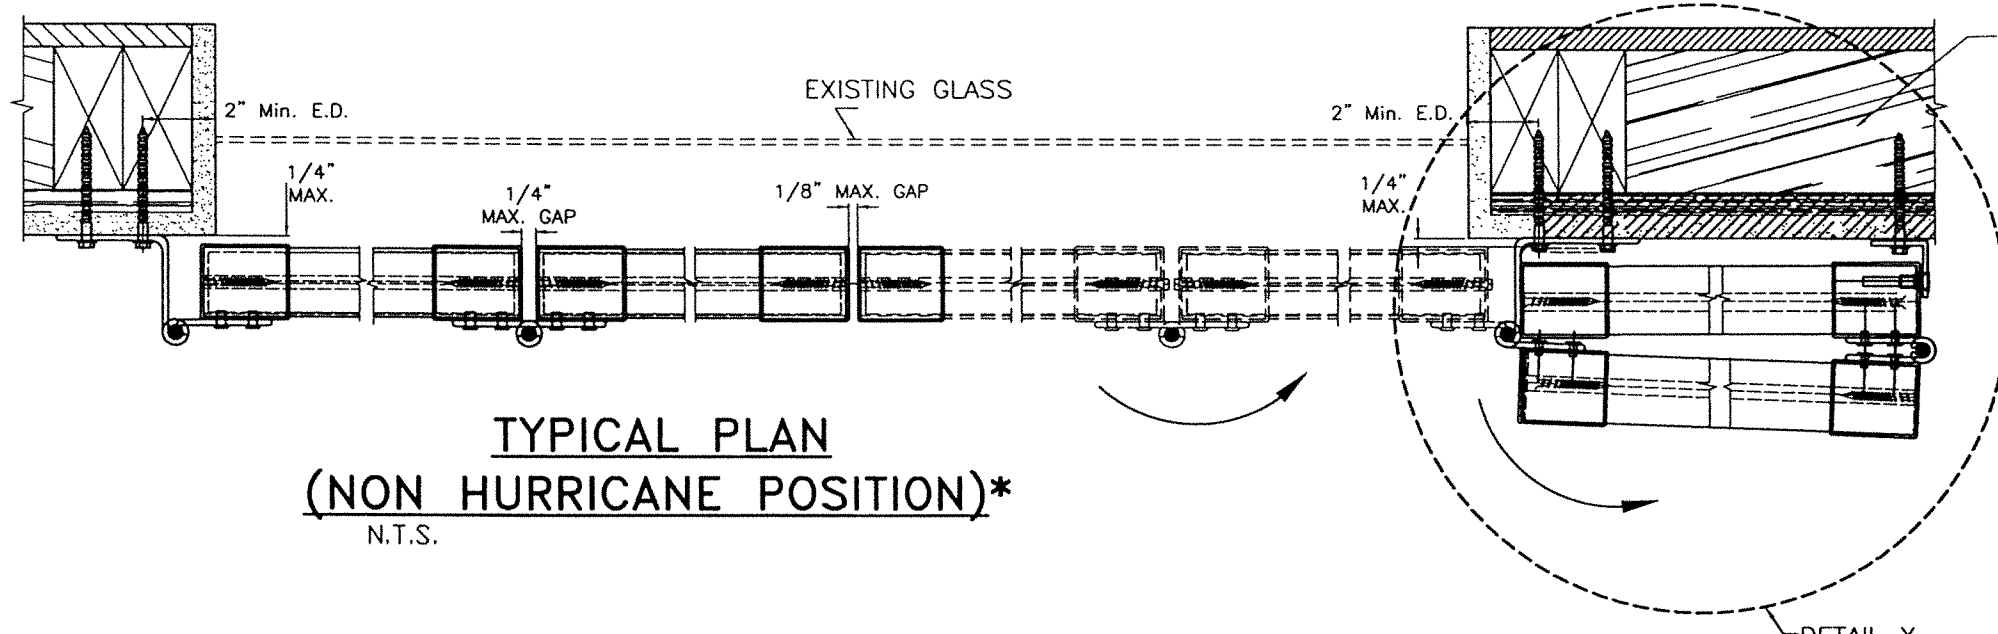 EXISTING GLASS
2" Min. E.D.
2" Min. E.D.
1/4"
MAX.
1/4"
MAX. GAP
1/8" MAX. GAP
1/4"
MAX.
TYPICAL PLAN
(NON HURRICANE POSITION)*
N.T.S.
DETAIL X